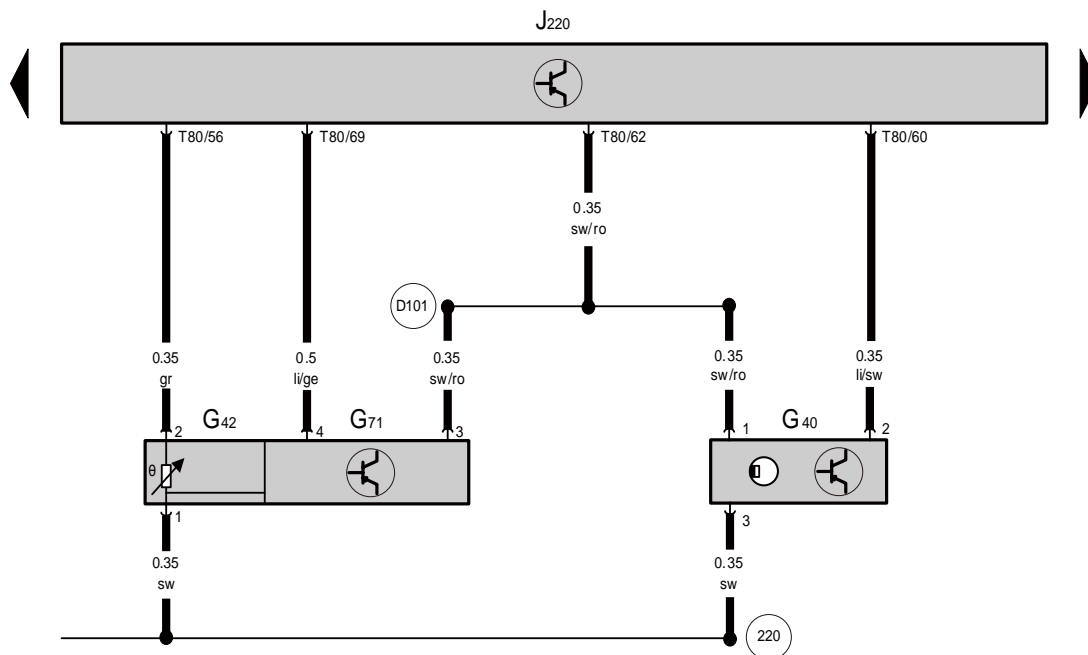 J220
T80/56
T80/69
T80/62
T80/60
0.35
sw/ro
D101
0.35
gr
0.5
li/ge
0.35
sw/ro
0.35
sw/ro
0.35
li/sw
2
G42
4
G71
3
1
G40
2
θ
1
3
0.35
sw
0.35
sw
220